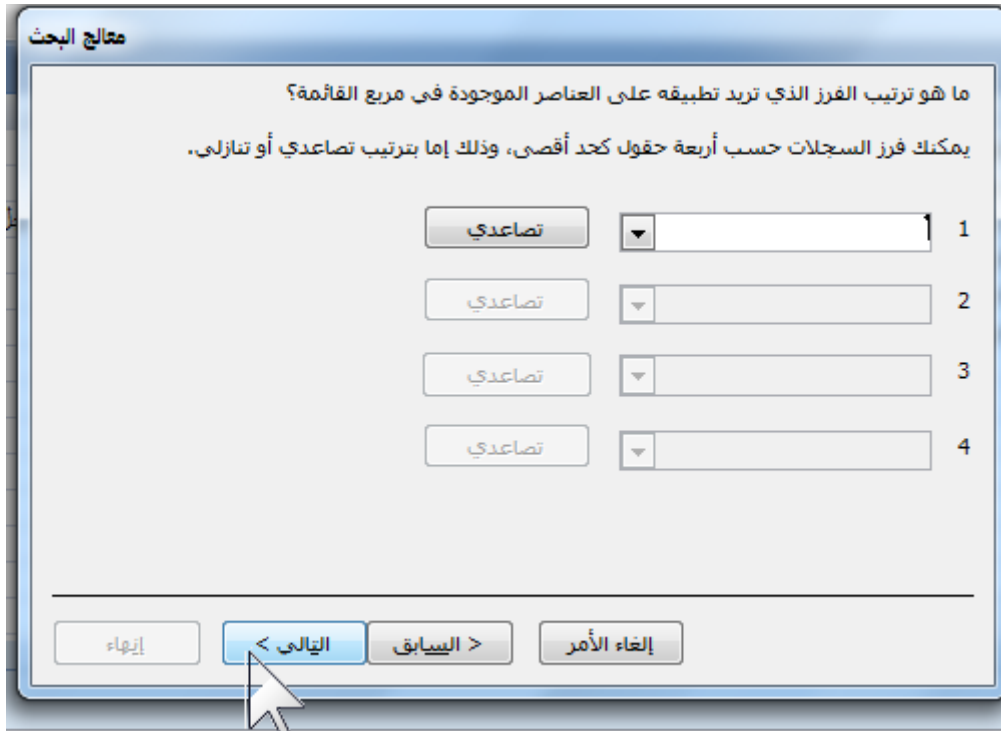 معالج البحث
ما هو ترتيب الفرز الذي تريد تطبيقه على العناصر الموجودة في مربع القائمة؟
يمكنك فرز السجلات حسب أربعة حقول كحد أقصى، وذلك إما بترتيب تصاعدي أو تنازلي.
1 تصاعدي
2 تصاعدي
3 تصاعدي
4 تصاعدي
إلغاء الأمر < السابق التالي > إنهاء